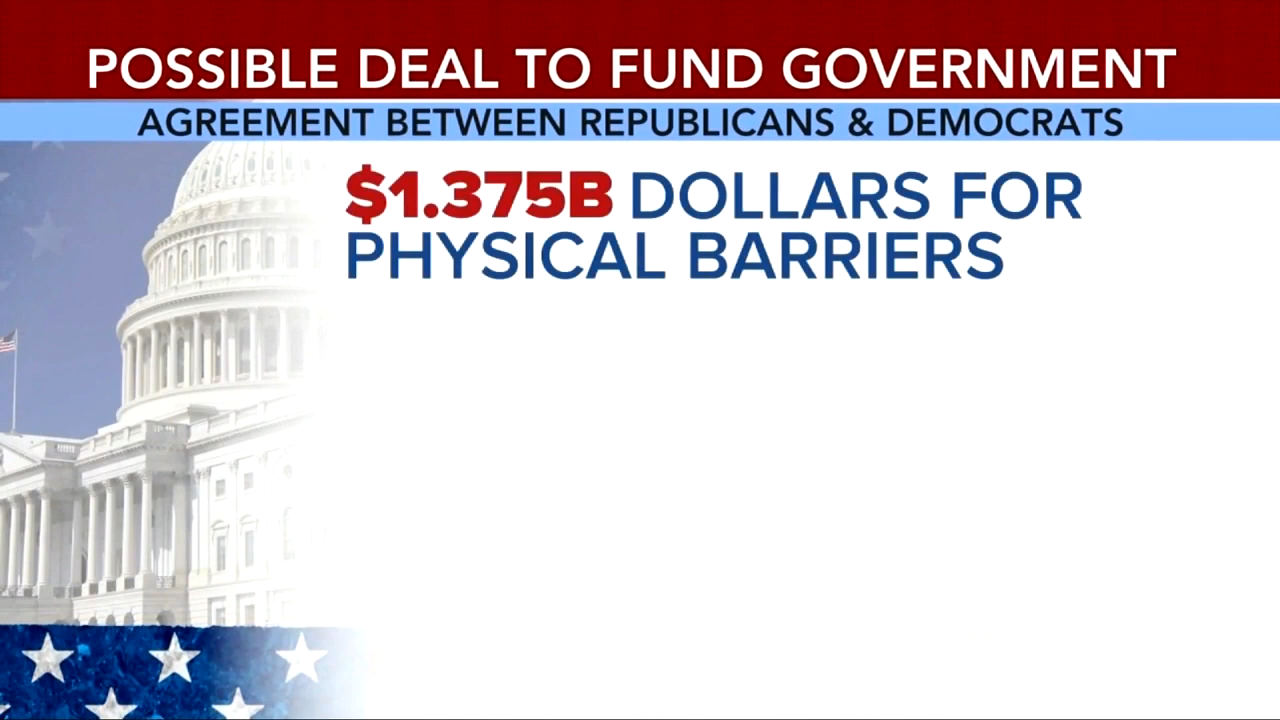 POSSIBLE DEAL TO FUND GOVERNMENT
AGREEMENT BETWEEN REPUBLICANS & DEMOCRATS
$1.375B DOLLARS FOR
PHYSICAL BARRIERS